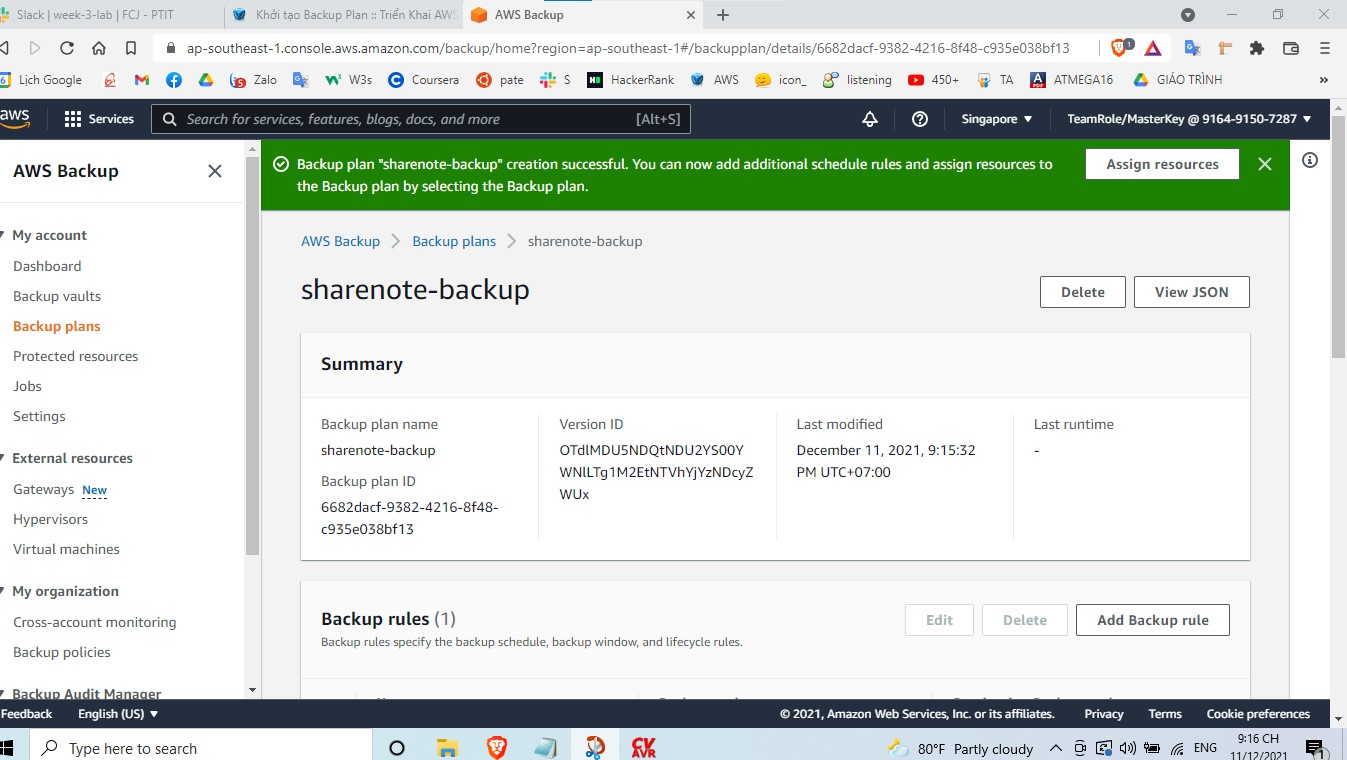 Slack | week-3-lab | FCJ - PTIT
Khởi tạo Backup Plan :: Triển Khai AWS
AWS Backup
ap-southeast-1.console.aws.amazon.com/backup/home?region=ap-southeast-1#/backupplan/details/6682dacf-9382-4216-8f48-c935e038bf13
1
Lịch Google
Zalo
W3s
Coursera
pate
S
HackerRank
AWS
icon_
listening
450+
TA
ATMEGA16
GIÁO TRÌNH
»
aws
Services
Search for services, features, blogs, docs, and more
[Alt+S]
Singapore
TeamRole/MasterKey @ 9164-9150-7287
AWS Backup
My account
Dashboard
Backup vaults
Backup plans
Protected resources
Jobs
Settings
External resources
Gateways New
Hypervisors
Virtual machines
My organization
Cross-account monitoring
Backup policies
Backup Audit Manager
Backup plan "sharenote-backup" creation successful. You can now add additional schedule rules and assign resources to
the Backup plan by selecting the Backup plan.
Assign resources
AWS Backup
Backup plans
sharenote-backup
sharenote-backup
Delete
View JSON
Summary
Backup plan name
sharenote-backup
Backup plan ID
6682dacf-9382-4216-8f48-
c935e038bf13
Version ID
OTdlMDU5NDQtNDU2YS00Y
WNlLTg1M2EtNTVhYjYzNDcyZ
WUx
Last modified
December 11, 2021, 9:15:32
PM UTC+07:00
Last runtime
-
Backup rules (1)
Backup rules specify the backup schedule, backup window, and lifecycle rules.
Edit
Delete
Add Backup rule
Feedback
English (US)
© 2021, Amazon Web Services, Inc. or its affiliates.
Privacy
Terms
Cookie preferences
Type here to search
CV
AVR
80°F Partly cloudy
ENG
9:16 CH
11/12/2021
1